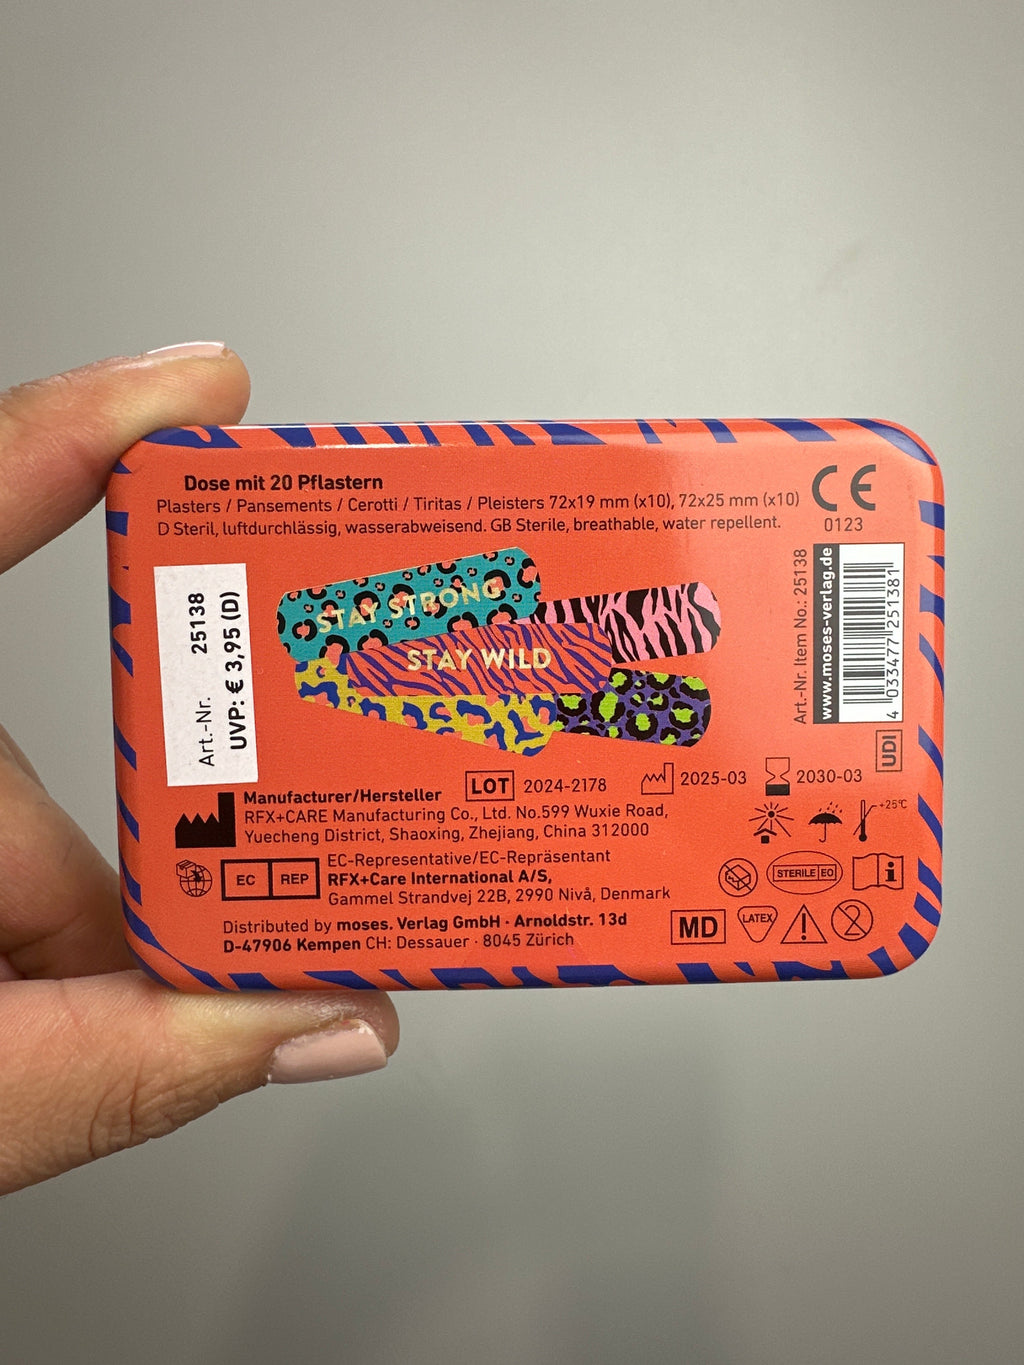 Dose mit 20 Pflastern
Plasters / Pansements / Cerotti / Tiritas / Pleisters 72x19 mm (x10), 72x25 mm (x10)
D Steril, luftdurchlässig, wasserabweisend. GB Sterile, breathable, water repellent.
CE
0123
Art.-Nr. 25138
UVP: € 3,95 (D)
STAY STRONG
STAY WILD
Art.-Nr. Item No.: 25138
www.moses-verlag.de
4 033477 251381
UDI
LOT 2024-2178
2025-03
2030-03
Manufacturer/Hersteller
RFX+CARE Manufacturing Co., Ltd. No.599 Wuxie Road,
Yuecheng District, Shaoxing, Zhejiang, China 312000
+25°C
EC REP
EC-Representative/EC-Repräsentant
RFX+Care International A/S,
Gammel Strandvej 22B, 2990 Nivå, Denmark
STERILE EO
i
Distributed by moses. Verlag GmbH · Arnoldstr. 13d
D-47906 Kempen CH: Dessauer · 8045 Zürich
MD
LATEX
2